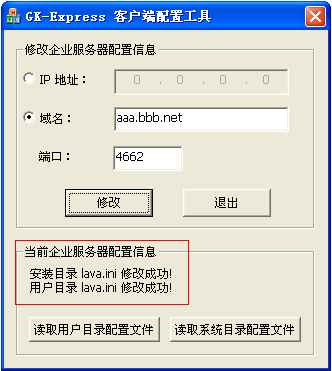 GK-Express 客户端配置工具
修改企业服务器配置信息
IP 地址：
0 . 0 . 0 . 0
域名：
aaa.bbb.net
端口：
4662
修改
退出
当前企业服务器配置信息
安装目录 lava.ini 修改成功!
用户目录 lava.ini 修改成功!
读取用户目录配置文件
读取系统目录配置文件